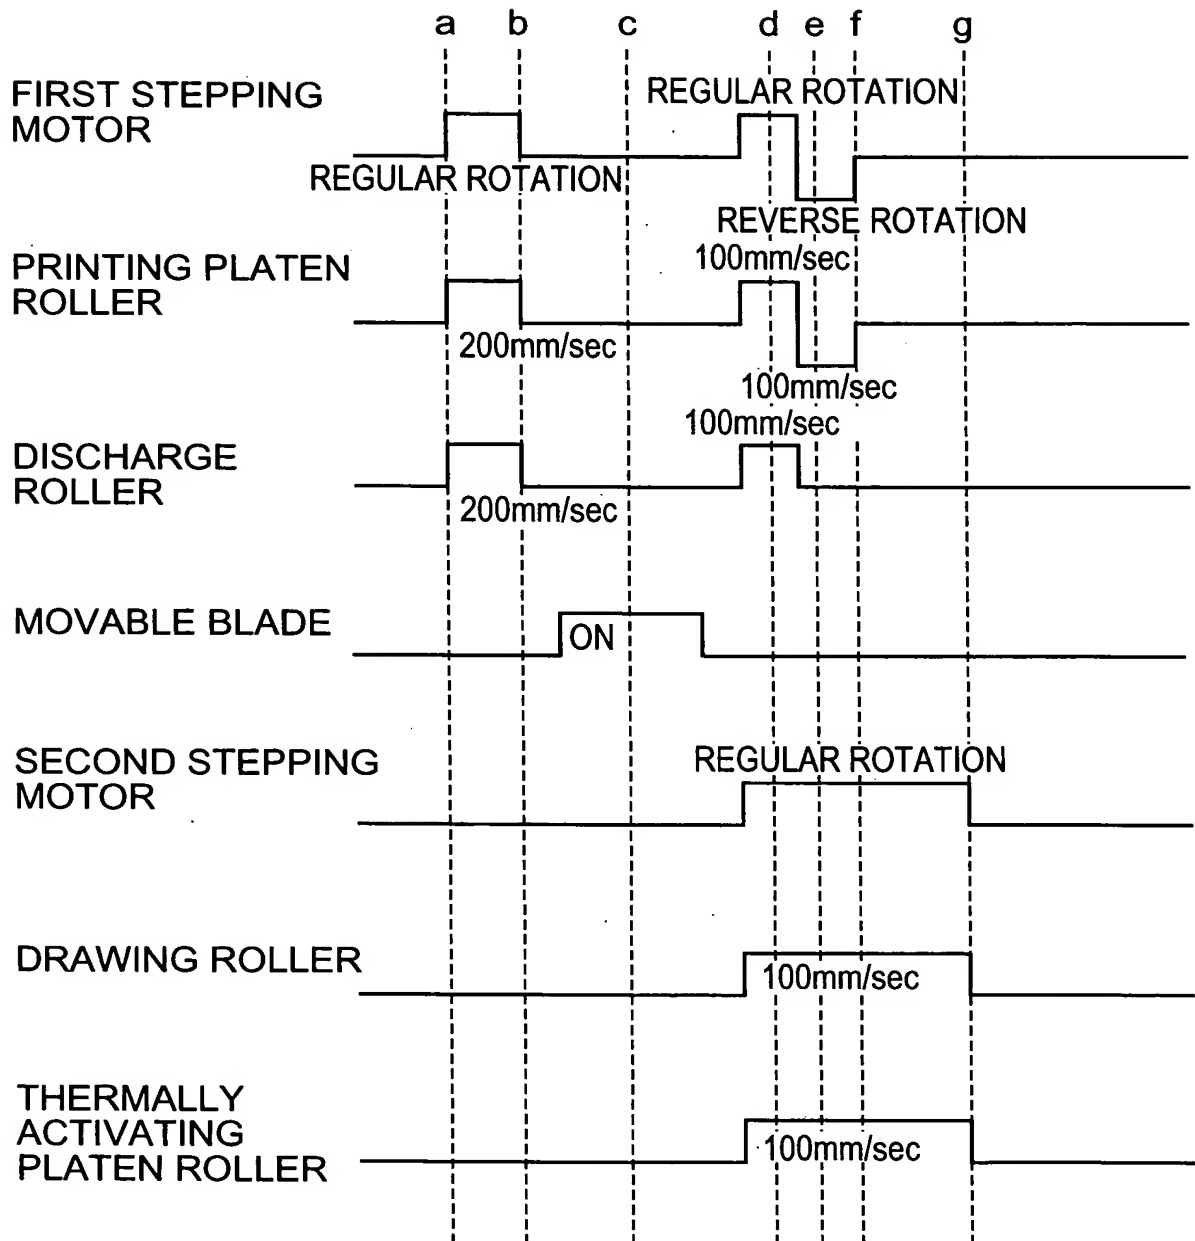 a b c d e f g
FIRST STEPPING
MOTOR
REGULAR ROTATION
REGULAR ROTATION
REVERSE ROTATION
PRINTING PLATEN
ROLLER
100mm/sec
200mm/sec
100mm/sec
DISCHARGE
ROLLER
100mm/sec
200mm/sec
MOVABLE BLADE
ON
SECOND STEPPING
MOTOR
REGULAR ROTATION
DRAWING ROLLER
100mm/sec
THERMALLY
ACTIVATING
PLATEN ROLLER
100mm/sec